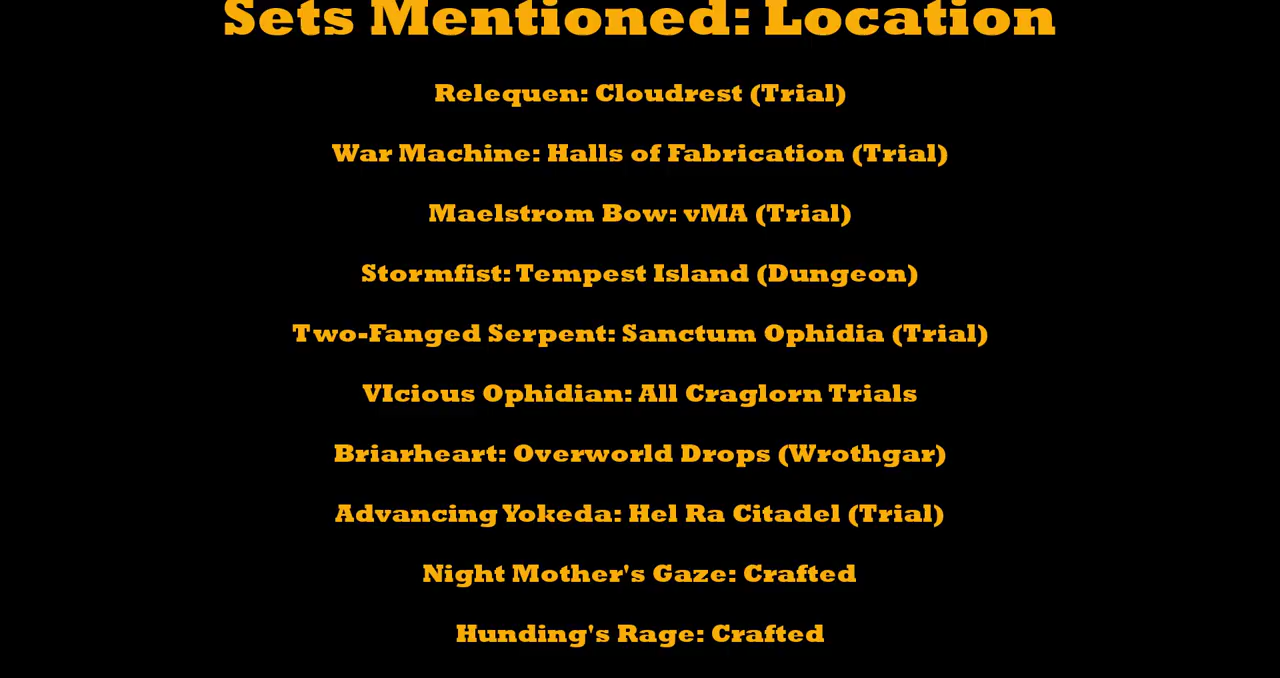 Sets Mentioned: Location
Relequen: Cloudrest (Trial)
War Machine: Halls of Fabrication (Trial)
Maelstrom Bow: vMA (Trial)
Stormfist: Tempest Island (Dungeon)
Two-Fanged Serpent: Sanctum Ophidia (Trial)
VIcious Ophidian: All Craglorn Trials
Briarheart: Overworld Drops (Wrothgar)
Advancing Yokeda: Hel Ra Citadel (Trial)
Night Mother's Gaze: Crafted
Hunding's Rage: Crafted